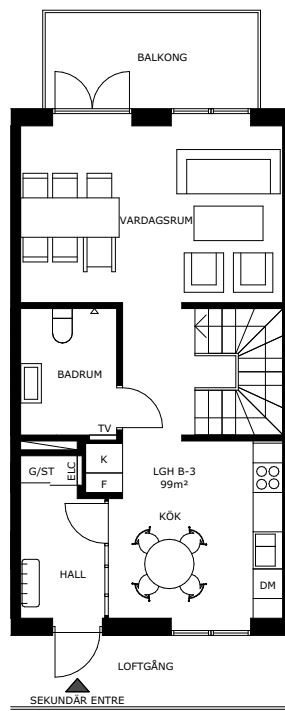 BALKONG
VARDAGSRUM
BADRUM
TV
K
F
G/ST
ELC
LGH B-3
99m²
KÖK
HALL
DM
LOFTGÅNG
SEKUNDÄR ENTRE